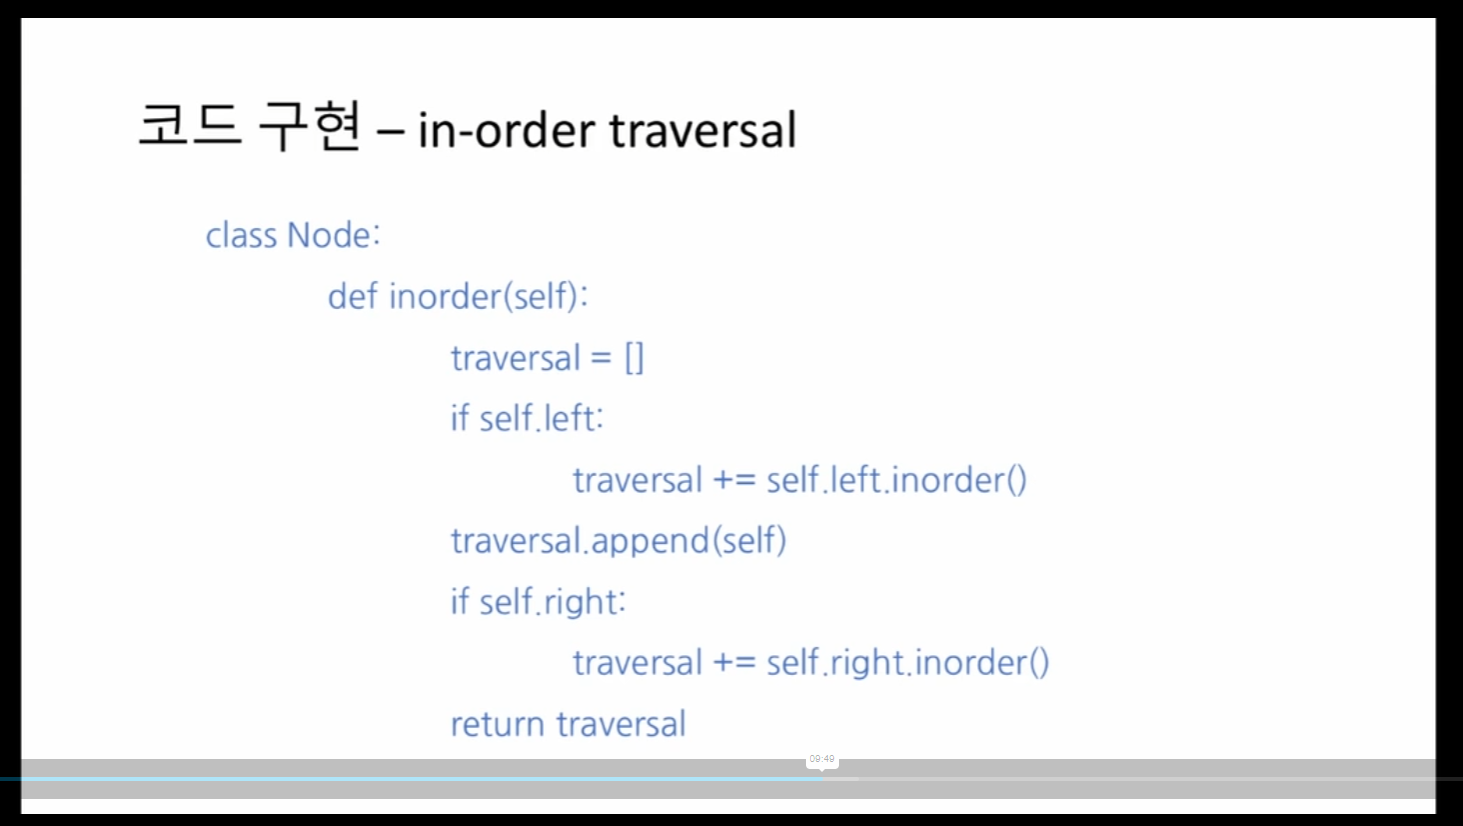 코드 구현 – in-order traversal
class Node:
def inorder(self):
traversal = []
if self.left:
traversal += self.left.inorder()
traversal.append(self)
if self.right:
traversal += self.right.inorder()
return traversal
09:49